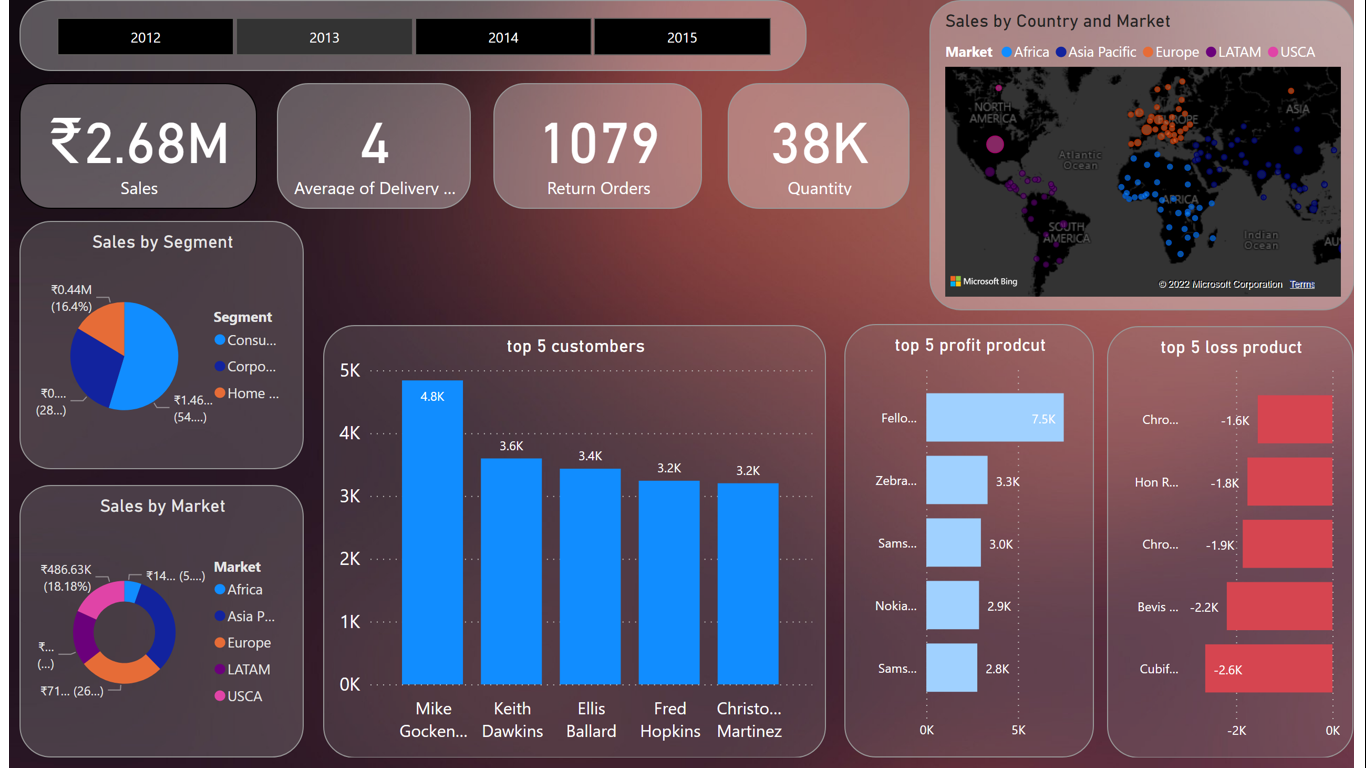 2012
2013
2014
2015
₹2.68M
Sales
4
Average of Delivery ...
1079
Return Orders
38K
Quantity
Sales by Country and Market
Market Africa Asia Pacific Europe LATAM USCA
NORTH
AMERICA
EUROPE
ASIA
Atlantic
Ocean
AFRICA
SOUTH
AMERICA
Indian
Ocean
AU
Microsoft Bing
© 2022 Microsoft Corporation Terms
Sales by Segment
₹0.44M
(16.4%)
₹0....
(28...)
₹1.46...
(54....)
Segment
Consu...
Corpo...
Home ...
Sales by Market
₹486.63K
(18.18%)
₹14... (5....)
₹...
(...)
₹71... (26...)
Market
Africa
Asia P...
Europe
LATAM
USCA
top 5 custombers
5K
4K
3K
2K
1K
0K
4.8K
3.6K
3.4K
3.2K
3.2K
Mike
Gocken...
Keith
Dawkins
Ellis
Ballard
Fred
Hopkins
Christo...
Martinez
top 5 profit prodcut
Fello... 7.5K
Zebra... 3.3K
Sams... 3.0K
Nokia... 2.9K
Sams... 2.8K
0K 5K
top 5 loss product
Chro... -1.6K
Hon R... -1.8K
Chro... -1.9K
Bevis ... -2.2K
Cubif... -2.6K
-2K 0K